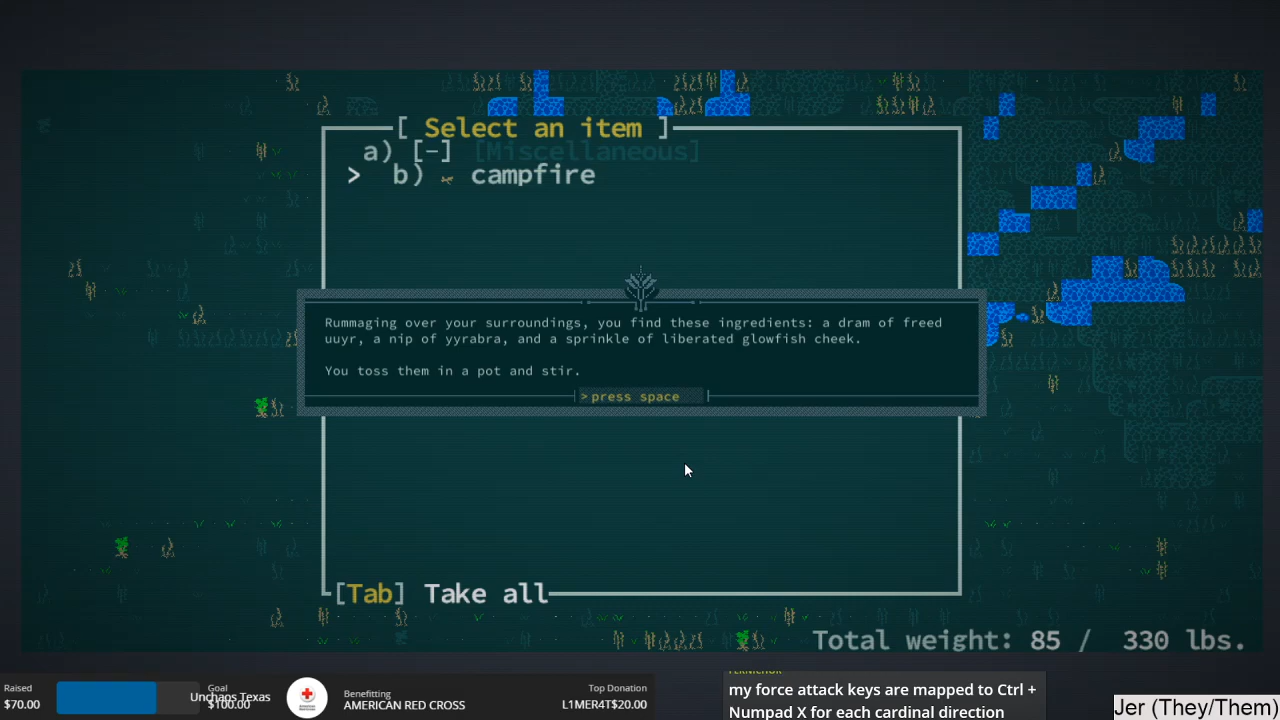 [ Select an item ]
a) [-] [Miscellaneous]
> b) campfire
Rummaging over your surroundings, you find these ingredients: a dram of freed
uuyr, a nip of yyrabra, and a sprinkle of liberated glowfish cheek.
You toss them in a pot and stir.
>press space
[Tab] Take all
Total weight: 85 / 330 lbs.
Raised
$70.00
Goal
Unchaos Texas
Benefitting
AMERICAN RED CROSS
Top Donation
L1MER4T$20.00
my force attack keys are mapped to Ctrl +
Numpad X for each cardinal direction
Jer (They/Them)